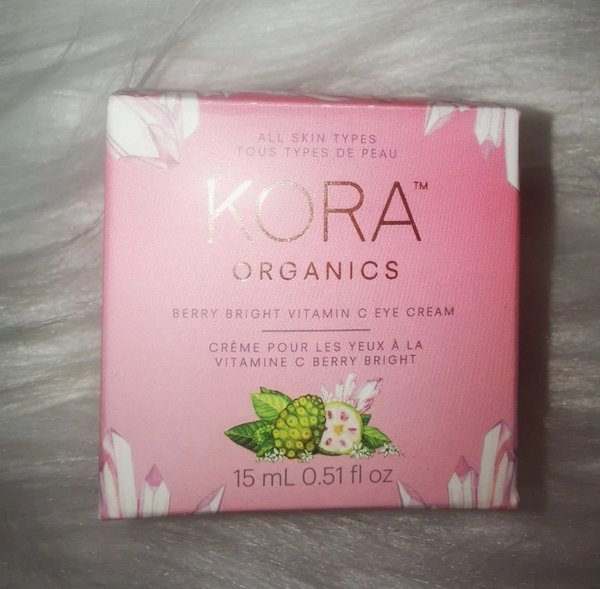 ALL SKIN TYPES
TOUS TYPES DE PEAU
KORA™
ORGANICS
BERRY BRIGHT VITAMIN C EYE CREAM
CRÈME POUR LES YEUX À LA
VITAMINE C BERRY BRIGHT
15 mL 0.51 fl oz